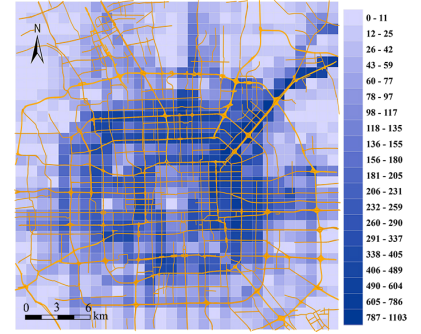 N
0 - 11
12 - 25
26 - 42
43 - 59
60 - 77
78 - 97
98 - 117
118 - 135
136 - 155
156 - 180
181 - 205
206 - 231
232 - 259
260 - 290
291 - 337
338 - 405
406 - 489
490 - 604
605 - 786
787 - 1103
0 3 6
km